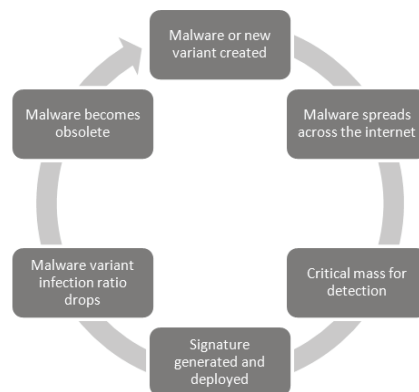 Malware or new
variant created
Malware spreads
across the internet
Critical mass for
detection
Signature
generated and
deployed
Malware variant
infection ratio
drops
Malware becomes
obsolete